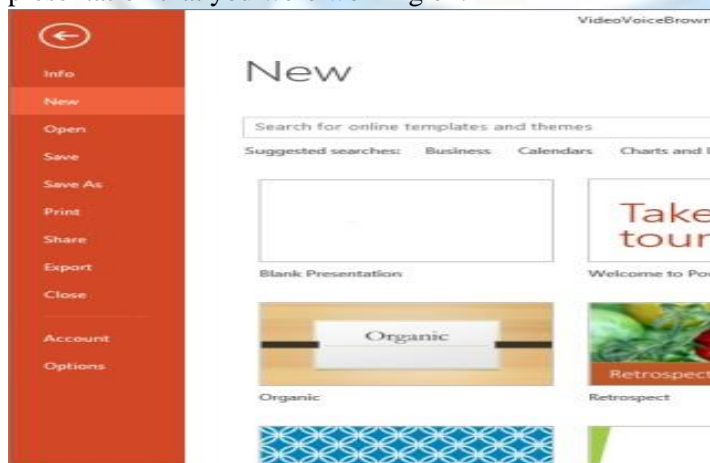 VideoVoiceBrown
Info
New
Open
Save
Save As
Print
Share
Export
Close
Account
Options
New
Search for online templates and themes
Suggested searches: Business Calendars Charts and
Take
tour
Blank Presentation
Welcome to
Organic
Retrospect
Organic
Retrospect